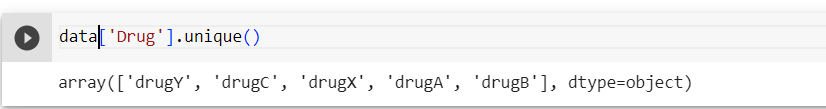 data['Drug'].unique()
array(['drugY', 'drugC', 'drugX', 'drugA', 'drugB'], dtype=object)